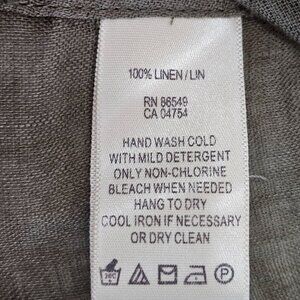 100% LINEN / LIN
RN 86549
CA 04754
HAND WASH COLD
WITH MILD DETERGENT
ONLY NON-CHLORINE
BLEACH WHEN NEEDED
HANG TO DRY
COOL IRON IF NECESSARY
OR DRY CLEAN
P